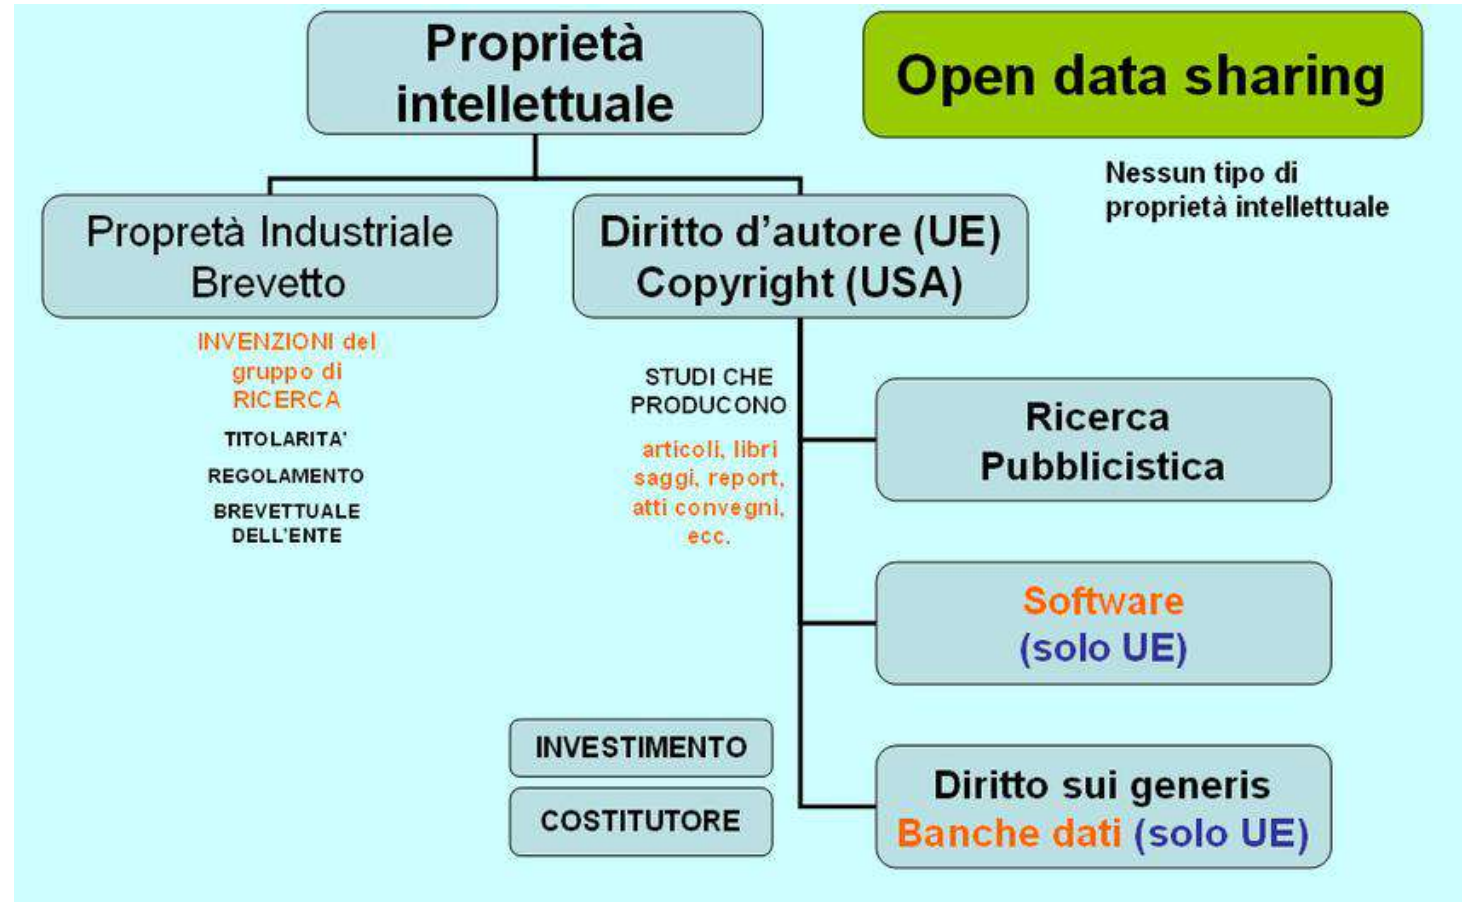 Proprietà
intellettuale
Open data sharing
Nessun tipo di
proprietà intellettuale
Propretà Industriale
Brevetto
Diritto d'autore (UE)
Copyright (USA)
INVENZIONI del
gruppo di
RICERCA
TITOLARITA'
REGOLAMENTO
BREVETTUALE
DELL'ENTE
STUDI CHE
PRODUCONO
articoli, libri
saggi, report,
atti convegni,
ecc.
Ricerca
Pubblicistica
Software
(solo UE)
INVESTIMENTO
COSTITUTORE
Diritto sui generis
Banche dati (solo UE)